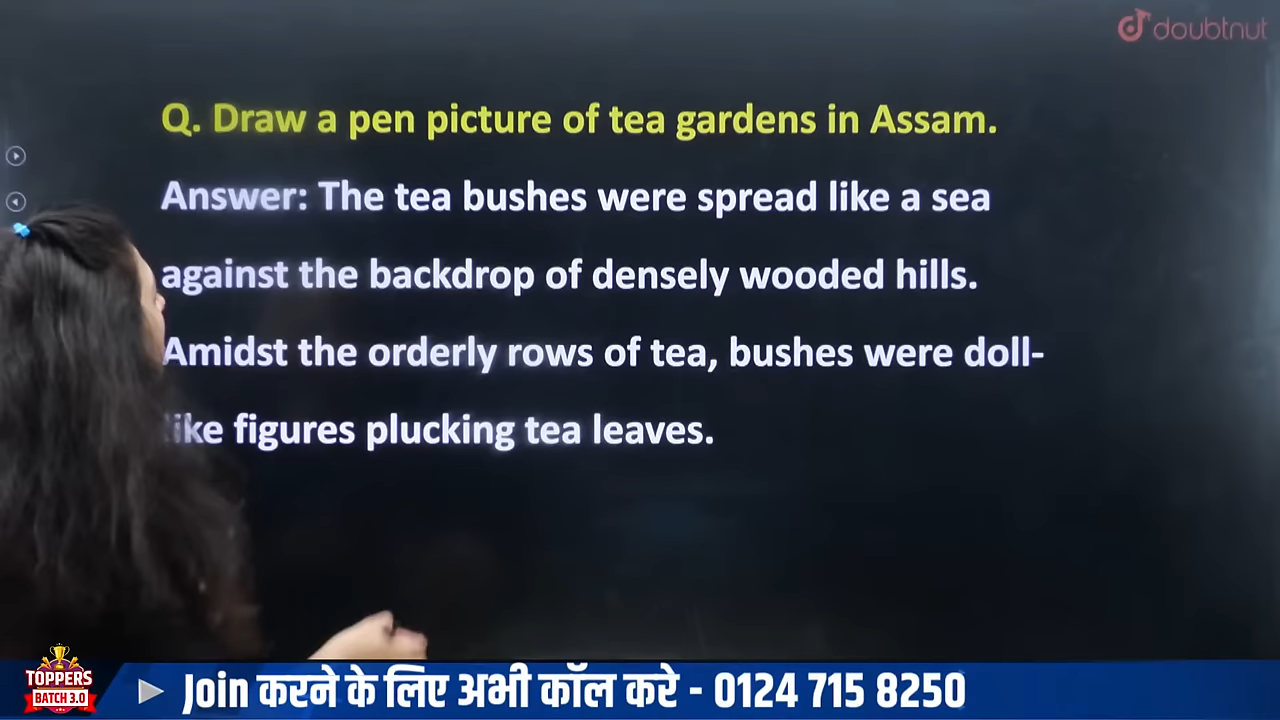 doubtnut
Q. Draw a pen picture of tea gardens in Assam.
Answer: The tea bushes were spread like a sea
against the backdrop of densely wooded hills.
Amidst the orderly rows of tea, bushes were doll-
like figures plucking tea leaves.
TOPPERS
BATCH 3.0
Join करने के लिए अभी कॉल करे - 0124 715 8250